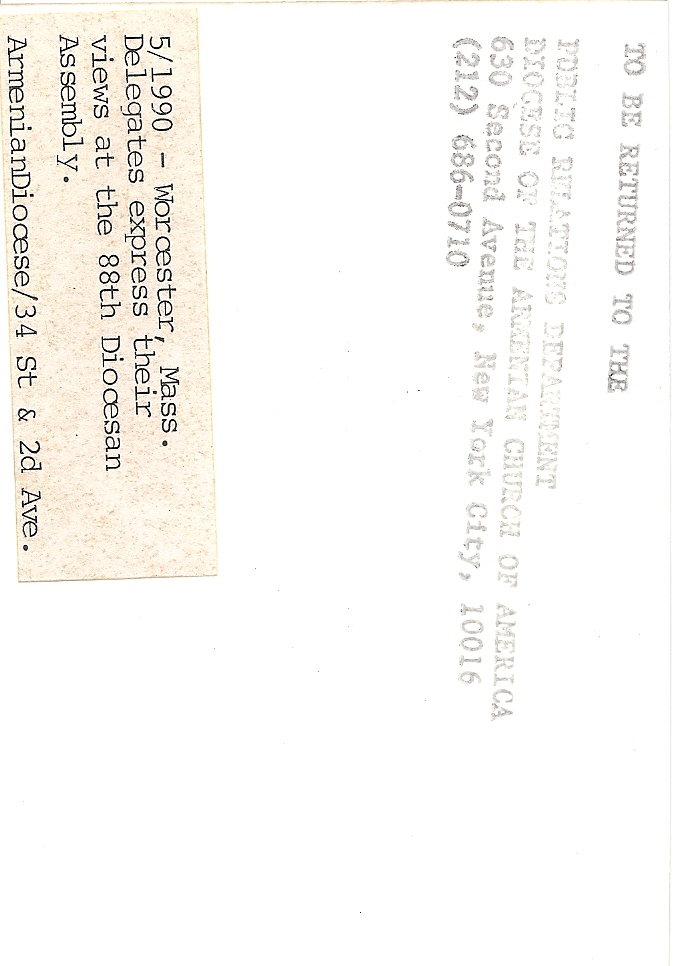 TO BE RETURNED TO THE
PUBLIC RELATIONS DEPARTMENT
DIOCESE OF THE ARMENIAN CHURCH OF AMERICA
630 Second Avenue, New York City, 10016
(212) 686-0710
5/1990 - Worcester, Mass.
Delegates express their
views at the 88th Diocesan
Assembly.
ArmenianDiocese/34 St & 2d Ave.